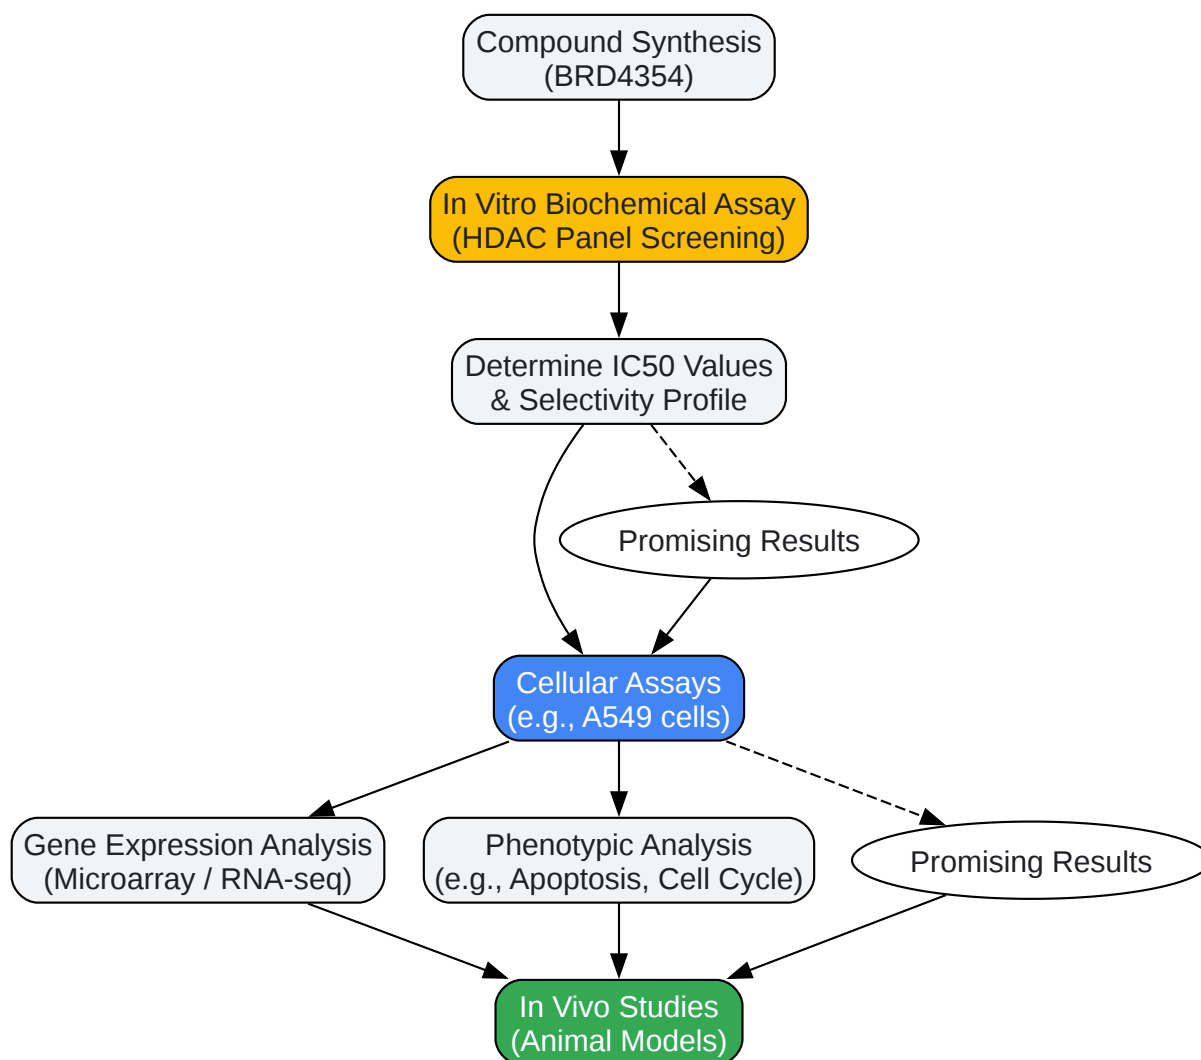 Compound Synthesis
(BRD4354)
In Vitro Biochemical Assay
(HDAC Panel Screening)
Determine IC50 Values
& Selectivity Profile
Promising Results
Cellular Assays
(e.g., A549 cells)
Gene Expression Analysis
(Microarray / RNA-seq)
Phenotypic Analysis
(e.g., Apoptosis, Cell Cycle)
Promising Results
In Vivo Studies
(Animal Models)